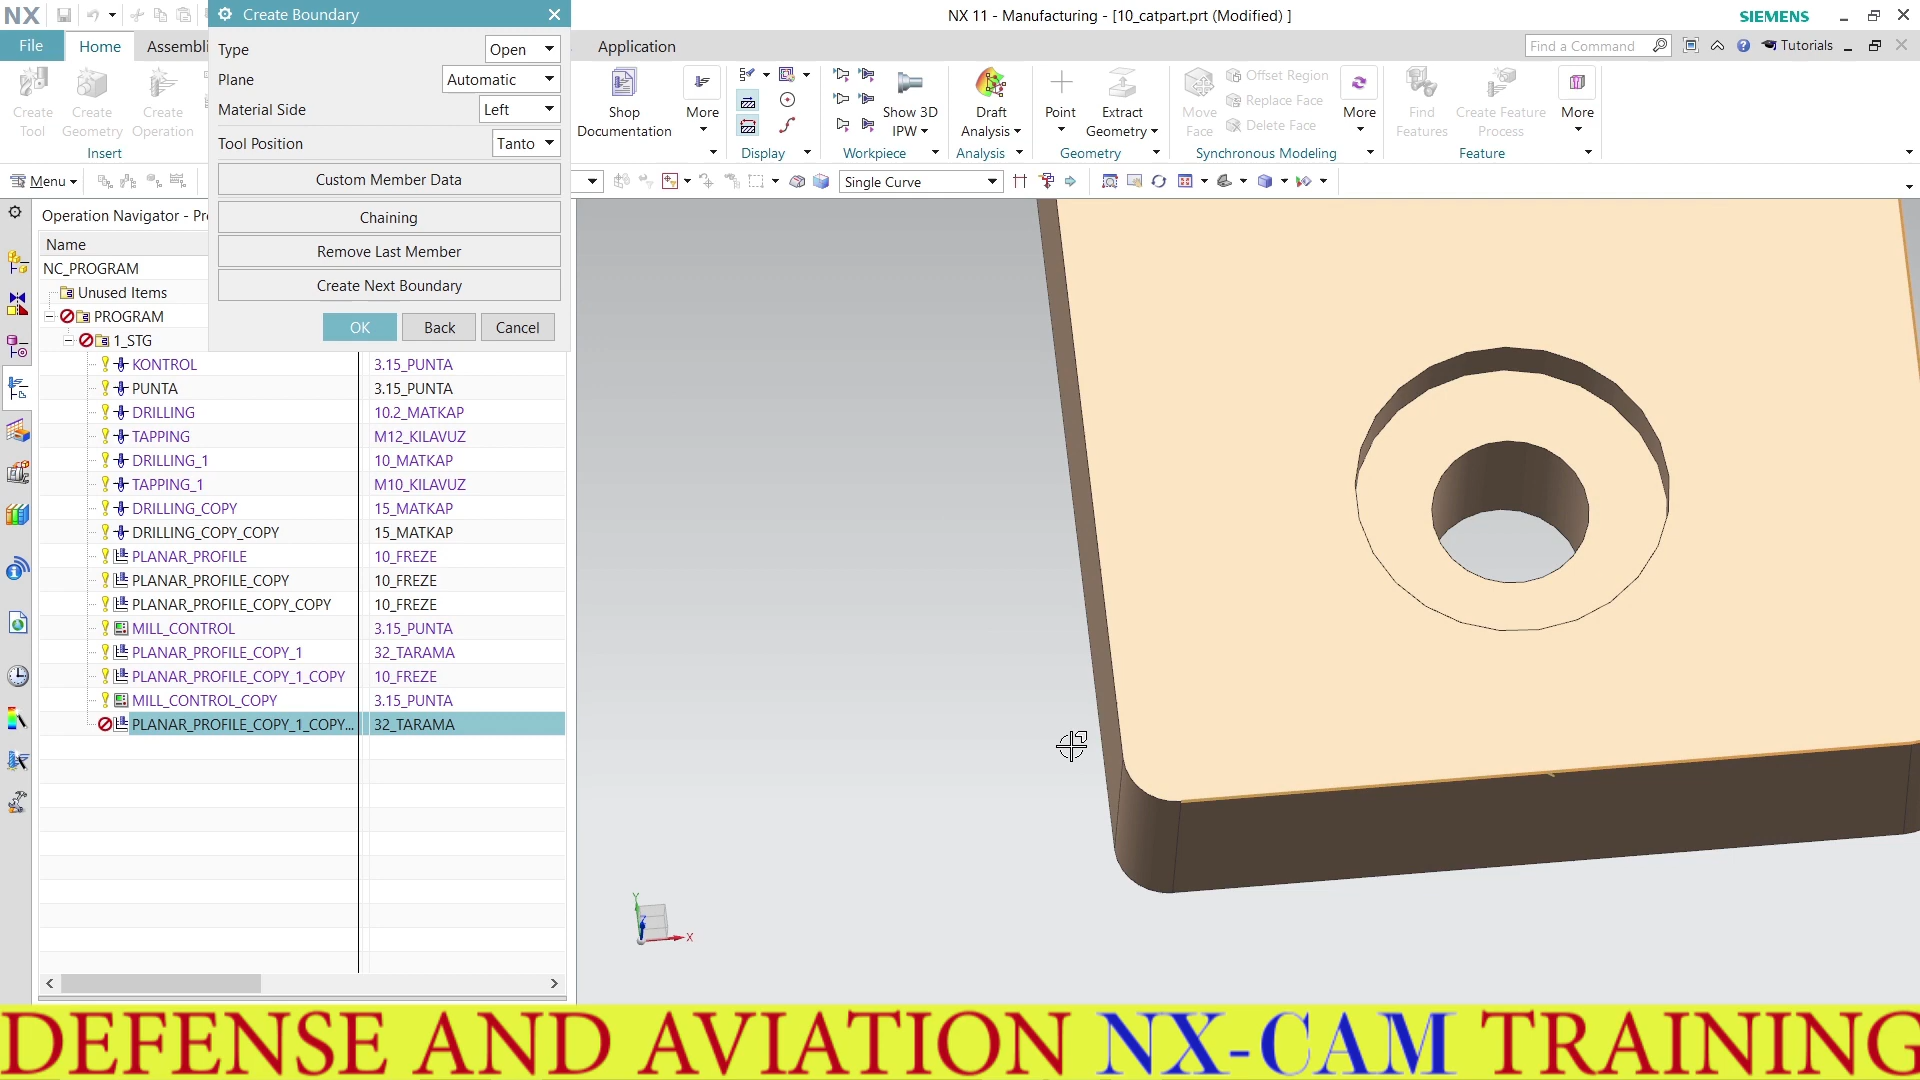 NX
Create Boundary
NX 11 - Manufacturing - [10_catpart.prt (Modified) ]
SIEMENS
File
Home
Assembli
Application
Find a Command
Tutorials
Type
Open
Plane
Automatic
Material Side
Left
Tool Position
Tanto
Custom Member Data
Chaining
Remove Last Member
Create Next Boundary
OK
Back
Cancel
Create
Tool
Create
Geometry
Create
Operation
Insert
Shop
Documentation
More
Display
Show 3D
IPW
Workpiece
Draft
Analysis
Analysis
Point
Extract
Geometry
Geometry
Move
Face
Offset Region
Replace Face
Delete Face
More
Synchronous Modeling
Find
Features
Create Feature
Process
More
Feature
Menu
Single Curve
Operation Navigator - Pr
Name
NC_PROGRAM
Unused Items
PROGRAM
1_STG
KONTROL 3.15_PUNTA
PUNTA 3.15_PUNTA
DRILLING 10.2_MATKAP
TAPPING M12_KILAVUZ
DRILLING_1 10_MATKAP
TAPPING_1 M10_KILAVUZ
DRILLING_COPY 15_MATKAP
DRILLING_COPY_COPY 15_MATKAP
PLANAR_PROFILE 10_FREZE
PLANAR_PROFILE_COPY 10_FREZE
PLANAR_PROFILE_COPY_COPY 10_FREZE
MILL_CONTROL 3.15_PUNTA
PLANAR_PROFILE_COPY_1 32_TARAMA
PLANAR_PROFILE_COPY_1_COPY 10_FREZE
MILL_CONTROL_COPY 3.15_PUNTA
PLANAR_PROFILE_COPY_1_COPY... 32_TARAMA
Y
Z
X
DEFENSE AND AVIATION NX-CAM TRAINING